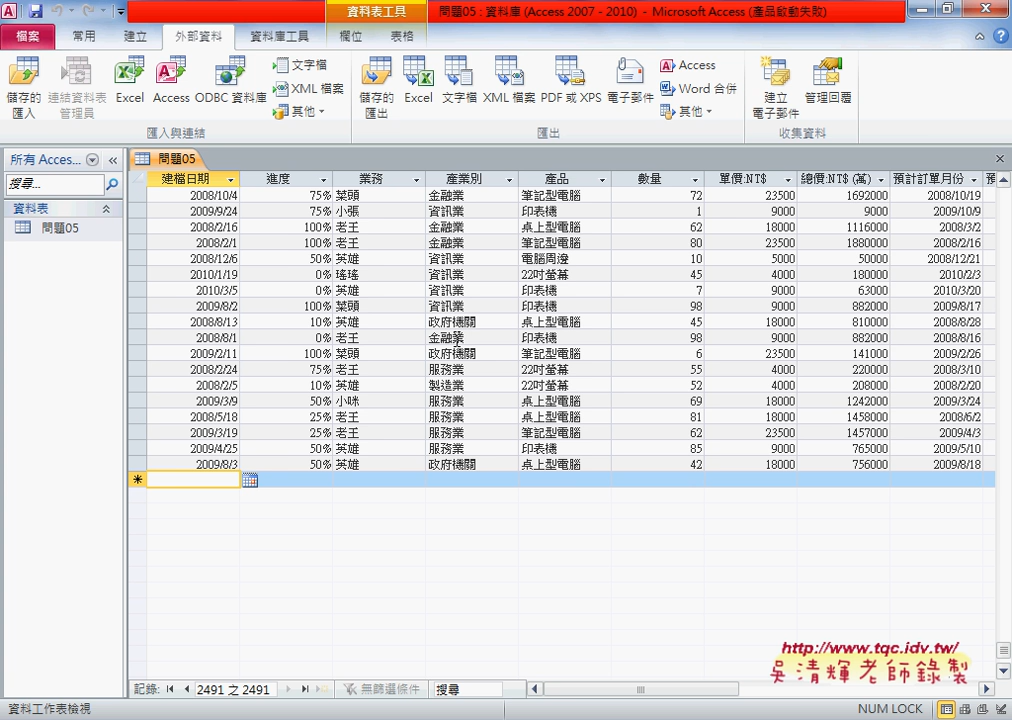 資料表工具
問題05 : 資料庫 (Access 2007 - 2010) - Microsoft Access (產品啟動失敗)
檔案 常用 建立 外部資料 資料庫工具 欄位 表格
儲存的匯入 連結資料表管理員 Excel Access ODBC 資料庫 文字檔 XML 檔案 其他
儲存的匯出 Excel 文字檔 XML 檔案 PDF 或 XPS 電子郵件 Access Word 合併 其他
建立電子郵件 管理回覆
匯入與連結 匯出 收集資料
所有 Acces... « 問題05
搜尋...
資料表
問題05
建檔日期 進度 業務 產業別 產品 數量 單價:NT$ 總價:NT$ (萬) 預計訂單月份 預
2008/10/4 75% 菜頭 金融業 筆記型電腦 72 23500 1692000 2008/10/19
2009/9/24 75% 小張 資訊業 印表機 1 9000 9000 2009/10/9
2008/2/16 100% 老王 金融業 桌上型電腦 62 18000 1116000 2008/3/2
2008/2/1 100% 老王 金融業 筆記型電腦 80 23500 1880000 2008/2/16
2008/12/6 50% 英雄 資訊業 電腦周邊 10 5000 50000 2008/12/21
2010/1/19 0% 瑤瑤 資訊業 22吋螢幕 45 4000 180000 2010/2/3
2010/3/5 0% 英雄 資訊業 印表機 7 9000 63000 2010/3/20
2009/8/2 100% 菜頭 資訊業 印表機 98 9000 882000 2009/8/17
2008/8/13 10% 英雄 政府機關 桌上型電腦 45 18000 810000 2008/8/28
2008/8/1 0% 老王 金融業 印表機 98 9000 882000 2008/8/16
2009/2/11 100% 菜頭 政府機關 筆記型電腦 6 23500 141000 2009/2/26
2008/2/24 75% 老王 服務業 22吋螢幕 55 4000 220000 2008/3/10
2008/2/5 10% 英雄 製造業 22吋螢幕 52 4000 208000 2008/2/20
2009/3/9 50% 小咪 服務業 桌上型電腦 69 18000 1242000 2009/3/24
2008/5/18 25% 老王 服務業 桌上型電腦 81 18000 1458000 2008/6/2
2009/3/19 25% 老王 服務業 筆記型電腦 62 23500 1457000 2009/4/3
2009/4/25 50% 英雄 服務業 印表機 85 9000 765000 2009/5/10
2009/8/3 50% 英雄 政府機關 桌上型電腦 42 18000 756000 2009/8/18
http://www.tqc.idv.tw/
吳清輝老師錄製
記錄: 2491 之 2491 無篩選條件 搜尋
資料工作表檢視 NUM LOCK